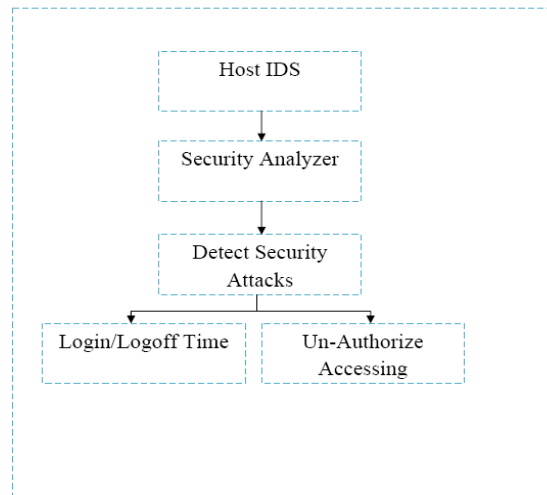 Host IDS
Security Analyzer
Detect Security
Attacks
Login/Logoff Time
Un-Authorize
Accessing